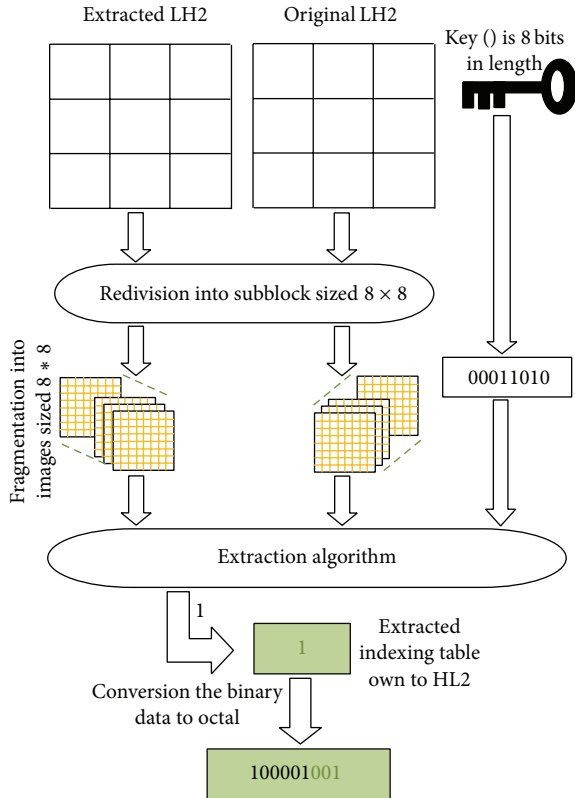 Extracted LH2
Original LH2
Key () is 8 bits
in length
Redivision into subblock sized 8 × 8
Fragmentation into
images sized 8 * 8
00011010
Extraction algorithm
1
1
Extracted
indexing table
own to HL2
Conversion the binary
data to octal
100001001